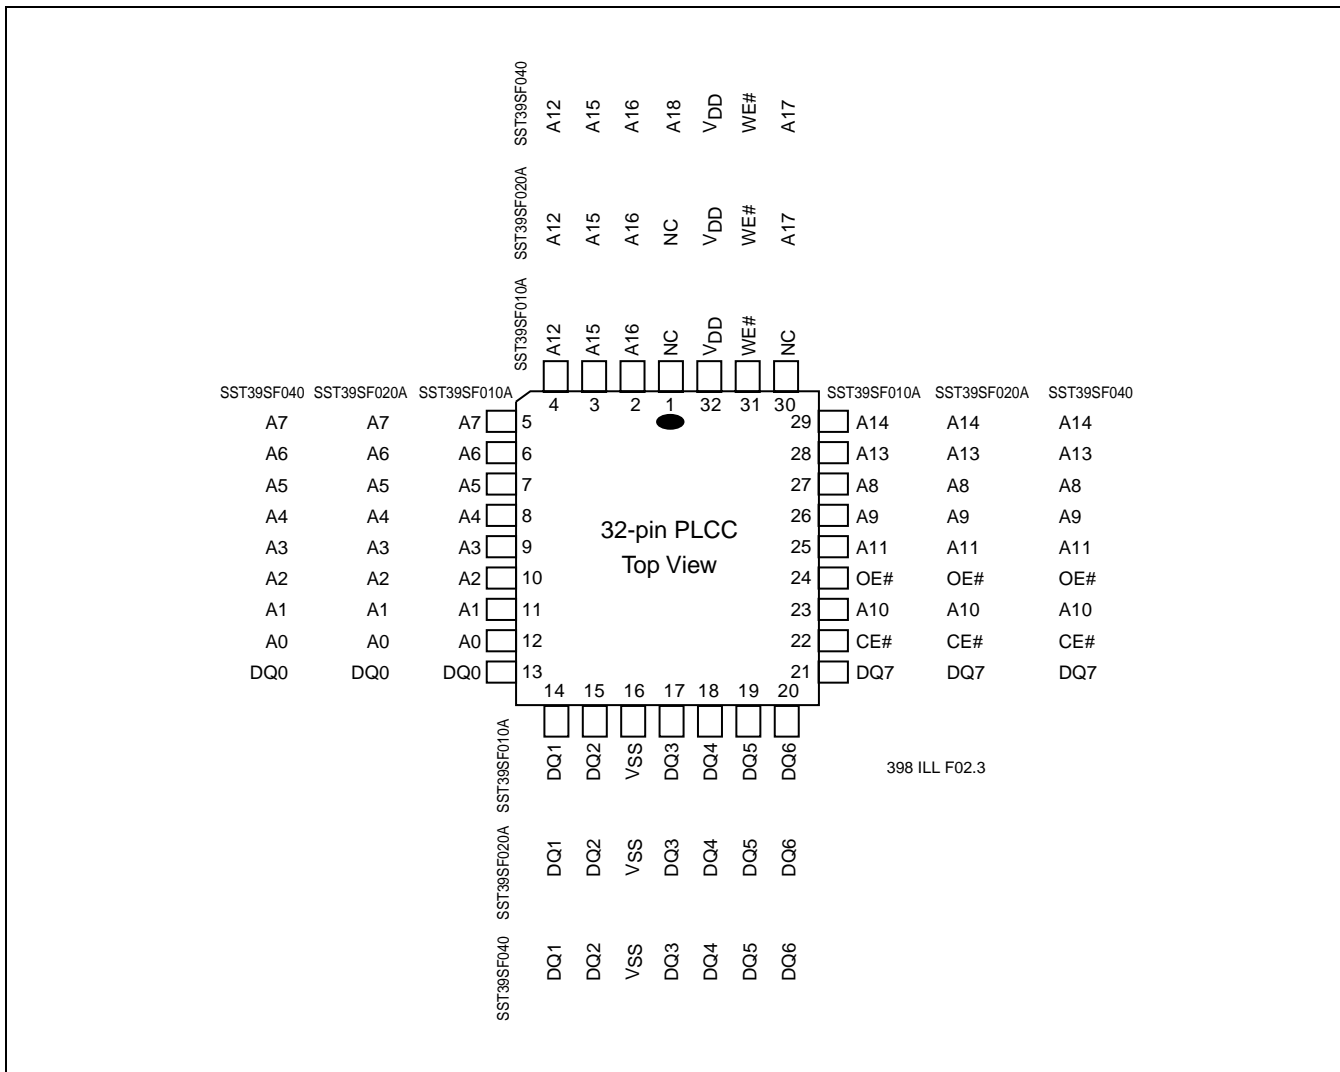 SST39SF040 A12 A15 A16 A18 VDD WE# A17
SST39SF020A A12 A15 A16 NC VDD WE# A17
SST39SF010A A12 A15 A16 NC VDD WE# NC
4 3 2 1 32 31 30
SST39SF040 SST39SF020A SST39SF010A SST39SF010A SST39SF020A SST39SF040
A7 A7 A7 5 29 A14 A14 A14
A6 A6 A6 6 28 A13 A13 A13
A5 A5 A5 7 27 A8 A8 A8
A4 A4 A4 8 26 A9 A9 A9
32-pin PLCC
A3 A3 A3 9 25 A11 A11 A11
Top View
A2 A2 A2 10 24 OE# OE# OE#
A1 A1 A1 11 23 A10 A10 A10
A0 A0 A0 12 22 CE# CE# CE#
DQ0 DQ0 DQ0 13 21 DQ7 DQ7 DQ7
14 15 16 17 18 19 20
SST39SF010A DQ1 DQ2 VSS DQ3 DQ4 DQ5 DQ6
398 ILL F02.3
SST39SF020A DQ1 DQ2 VSS DQ3 DQ4 DQ5 DQ6
SST39SF040 DQ1 DQ2 VSS DQ3 DQ4 DQ5 DQ6